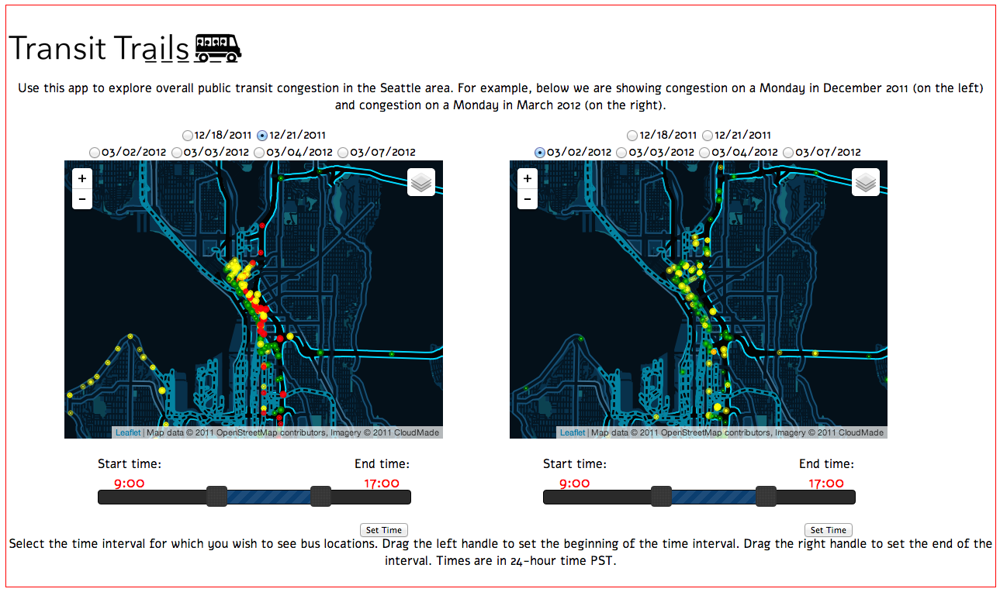 Transit Trails
Use this app to explore overall public transit congestion in the Seattle area. For example, below we are showing congestion on a Monday in December 2011 (on the left)
and congestion on a Monday in March 2012 (on the right).
12/18/2011 12/21/2011
03/02/2012 03/03/2012 03/04/2012 03/07/2012
+
-
Leaflet | Map data © 2011 OpenStreetMap contributors, Imagery © 2011 CloudMade
Start time: End time:
9:00 17:00
Set Time
12/18/2011 12/21/2011
03/02/2012 03/03/2012 03/04/2012 03/07/2012
+
-
Leaflet | Map data © 2011 OpenStreetMap contributors, Imagery © 2011 CloudMade
Start time: End time:
9:00 17:00
Set Time
Select the time interval for which you wish to see bus locations. Drag the left handle to set the beginning of the time interval. Drag the right handle to set the end of the
interval. Times are in 24-hour time PST.